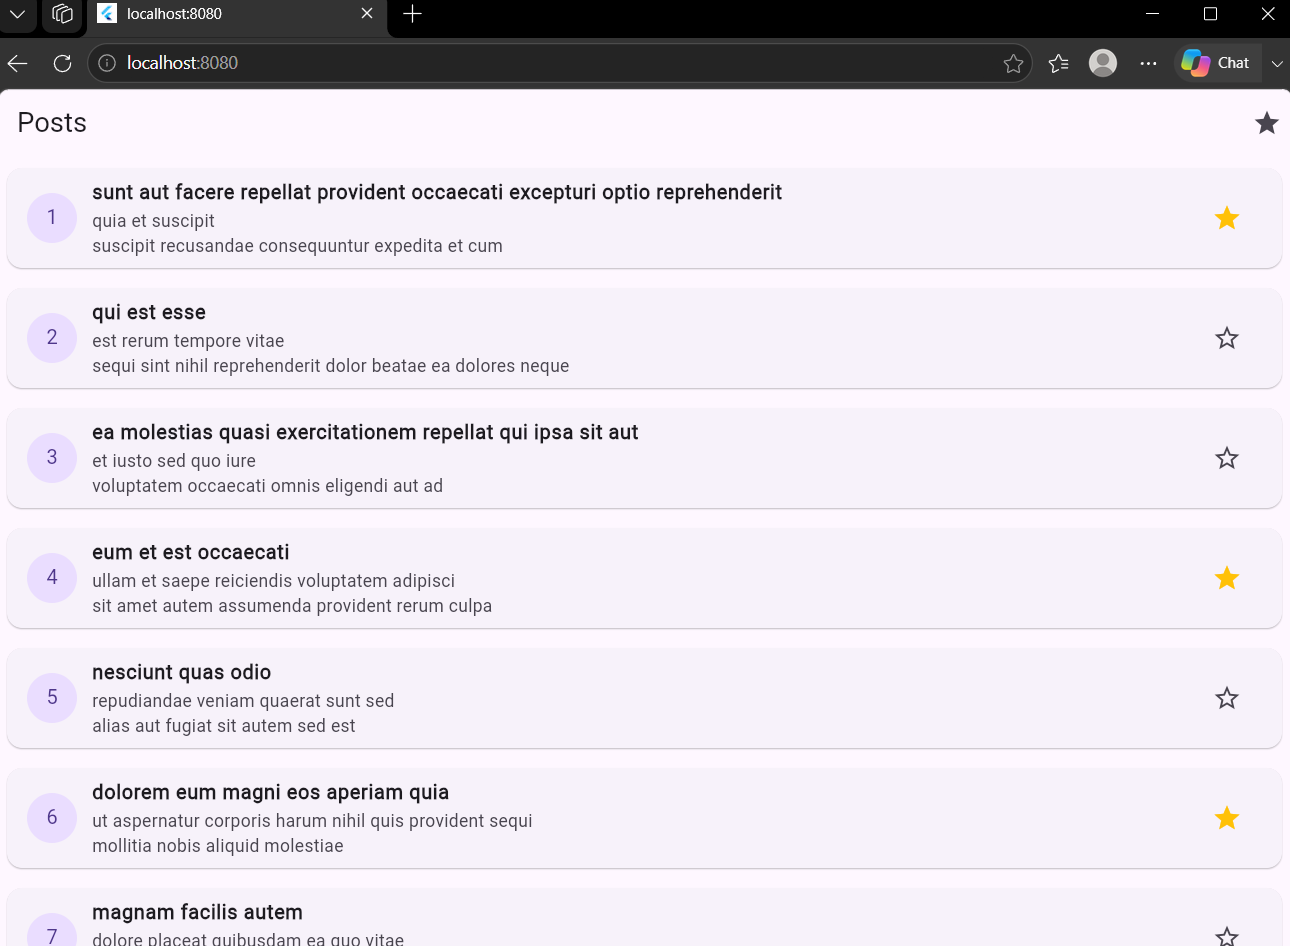 localhost:8080
localhost:8080
Chat
Posts
1
sunt aut facere repellat provident occaecati excepturi optio reprehenderit
quia et suscipit
suscipit recusandae consequuntur expedita et cum
2
qui est esse
est rerum tempore vitae
sequi sint nihil reprehenderit dolor beatae ea dolores neque
3
ea molestias quasi exercitationem repellat qui ipsa sit aut
et iusto sed quo iure
voluptatem occaecati omnis eligendi aut ad
4
eum et est occaecati
ullam et saepe reiciendis voluptatem adipisci
sit amet autem assumenda provident rerum culpa
5
nesciunt quas odio
repudiandae veniam quaerat sunt sed
alias aut fugiat sit autem sed est
6
dolorem eum magni eos aperiam quia
ut aspernatur corporis harum nihil quis provident sequi
mollitia nobis aliquid molestiae
7
magnam facilis autem
dolore placeat quibusdam ea quo vitae